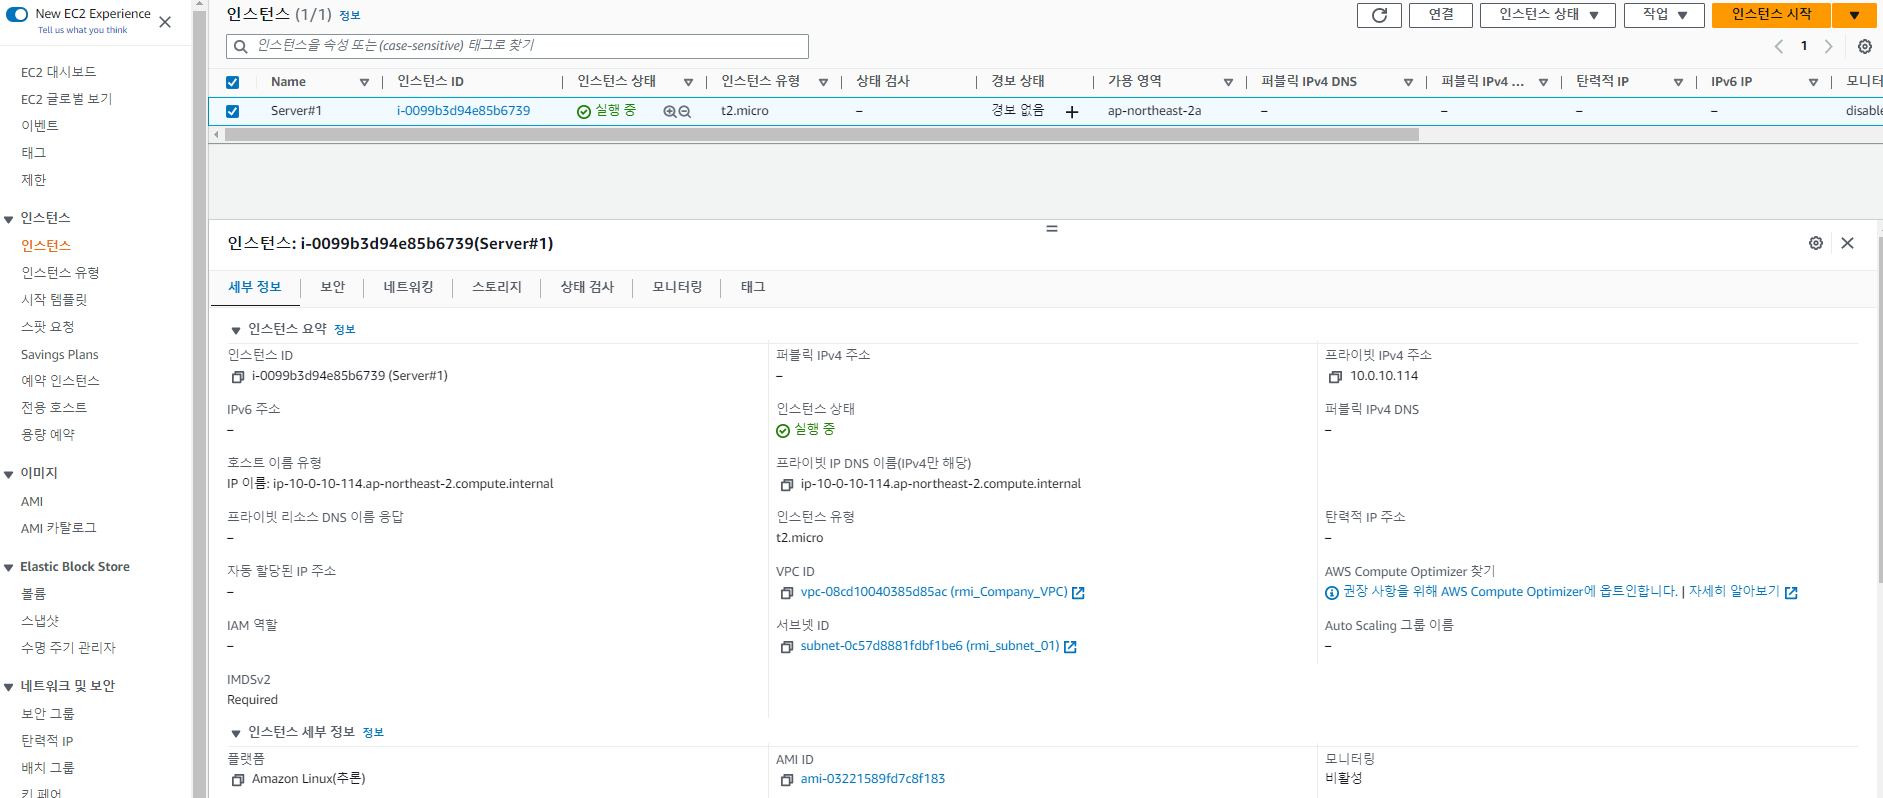 New EC2 Experience
Tell us what you think
EC2 대시보드
EC2 글로벌 보기
이벤트
태그
제한
인스턴스
인스턴스
인스턴스 유형
시작 템플릿
스팟 요청
Savings Plans
예약 인스턴스
전용 호스트
용량 예약
이미지
AMI
AMI 카탈로그
Elastic Block Store
볼륨
스냅샷
수명 주기 관리자
네트워크 및 보안
보안 그룹
탄력적 IP
배치 그룹
키 페어
인스턴스 (1/1) 정보
연결 인스턴스 상태 작업 인스턴스 시작
인스턴스을 속성 또는 (case-sensitive) 태그로 찾기
1
Name 인스턴스 ID 인스턴스 상태 인스턴스 유형 상태 검사 경보 상태 가용 영역 퍼블릭 IPv4 DNS 퍼블릭 IPv4 ... 탄력적 IP IPv6 IP 모니터
Server#1 i-0099b3d94e85b6739 실행 중 t2.micro – 경보 없음 + ap-northeast-2a – – – – disable
인스턴스: i-0099b3d94e85b6739(Server#1)
세부 정보 보안 네트워킹 스토리지 상태 검사 모니터링 태그
인스턴스 요약 정보
인스턴스 ID 퍼블릭 IPv4 주소 프라이빗 IPv4 주소
i-0099b3d94e85b6739 (Server#1) – 10.0.10.114
IPv6 주소 인스턴스 상태 퍼블릭 IPv4 DNS
– 실행 중 –
호스트 이름 유형 프라이빗 IP DNS 이름(IPv4만 해당)
IP 이름: ip-10-0-10-114.ap-northeast-2.compute.internal ip-10-0-10-114.ap-northeast-2.compute.internal
프라이빗 리소스 DNS 이름 응답 인스턴스 유형 탄력적 IP 주소
– t2.micro –
자동 할당된 IP 주소 VPC ID AWS Compute Optimizer 찾기
– vpc-08cd10040385d85ac (rmi_Company_VPC) 권장 사항을 위해 AWS Compute Optimizer에 옵트인합니다. | 자세히 알아보기
IAM 역할 서브넷 ID Auto Scaling 그룹 이름
– subnet-0c57d8881fdbf1be6 (rmi_subnet_01) –
IMDSv2
Required
인스턴스 세부 정보 정보
플랫폼 AMI ID 모니터링
Amazon Linux(추론) ami-03221589fd7c8f183 비활성